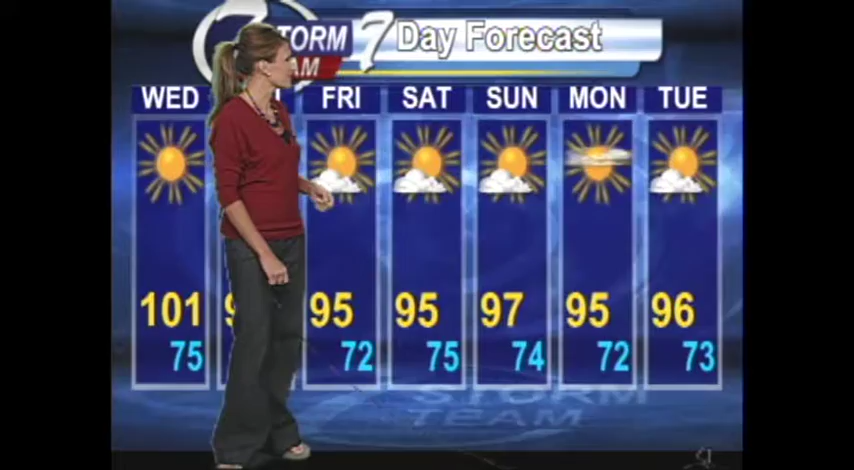 7 STORM
TEAM
7 Day Forecast
WED FRI SAT SUN MON TUE
101 95 95 97 95 96
75 72 75 74 72 73
STORM
TEAM